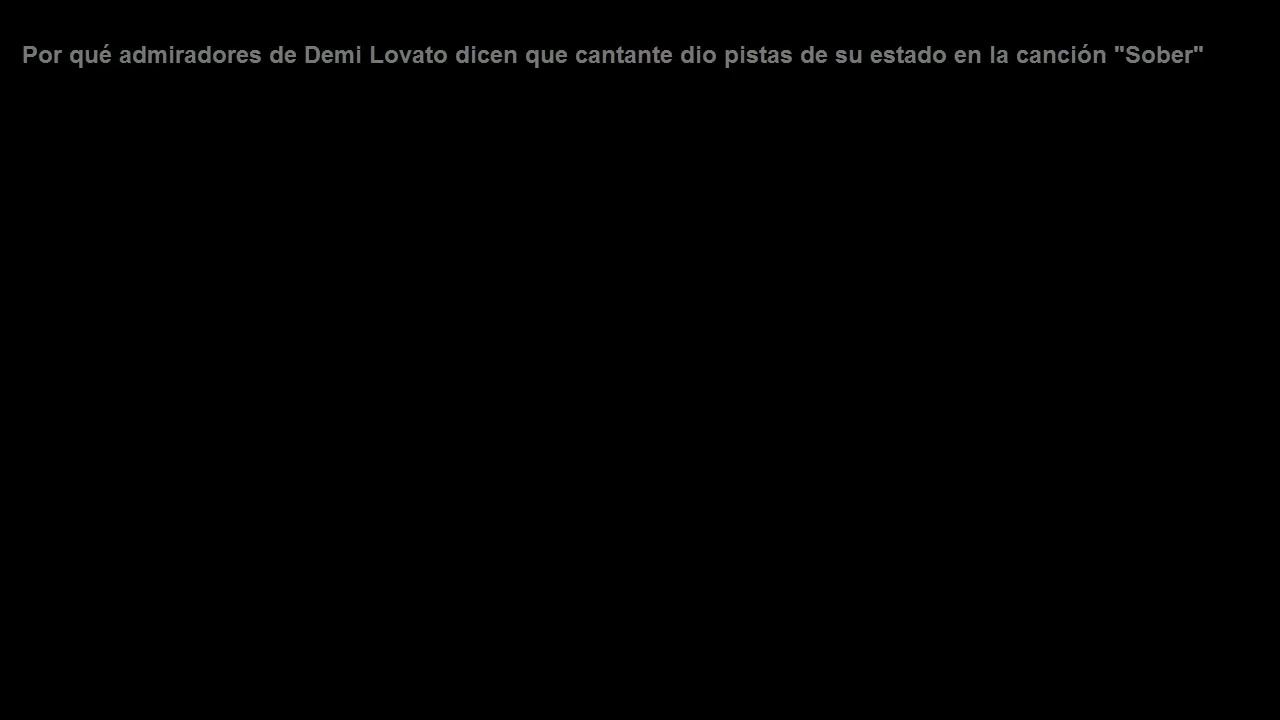 Por qué admiradores de Demi Lovato dicen que cantante dio pistas de su estado en la canción "Sober"